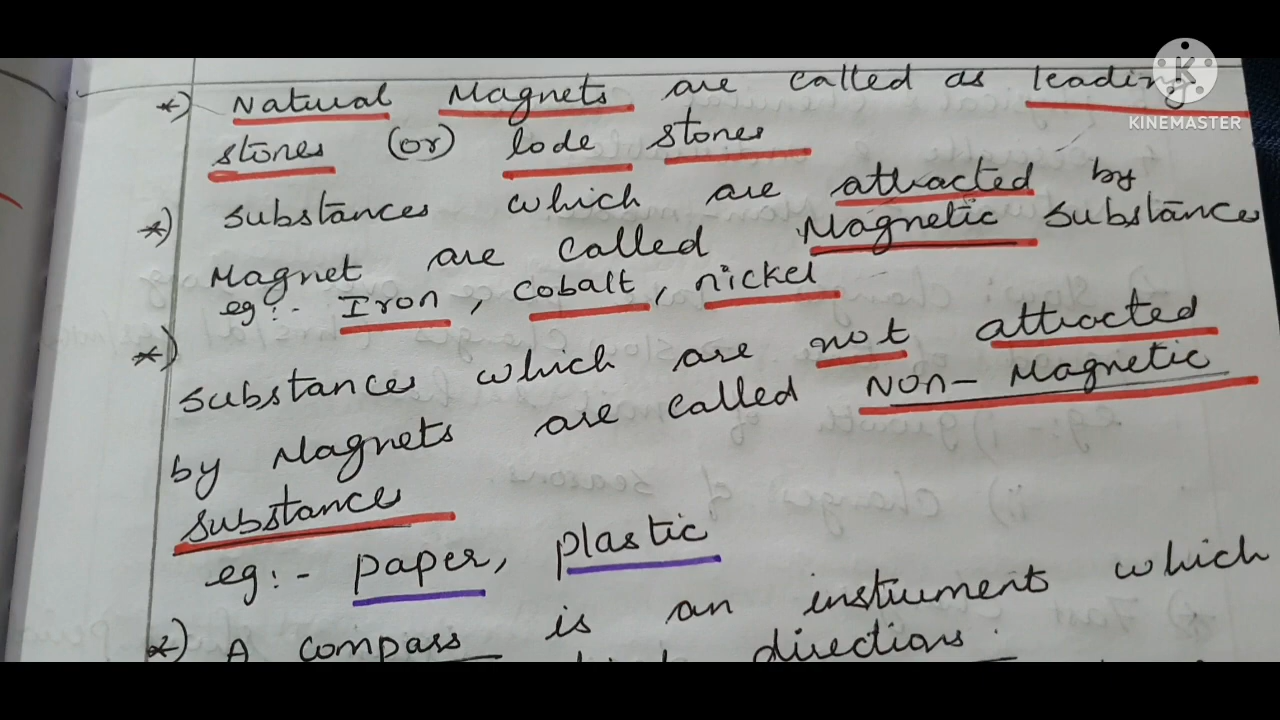 *) Natural Magnets are called as leading
stones (or) lode stones
*) substances which are attracted by
Magnet are called Magnetic substance
eg:- Iron, cobalt, nickel
*) substances which are not attracted
by Magnets are called Non-Magnetic
substance
eg:- paper, plastic
*) A compass is an instrument which
directions.
KINEMASTER